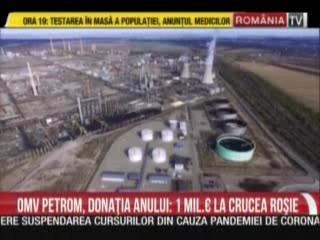 ORA 19: TESTAREA ÎN MASĂ A POPULAȚIEI, ANUNȚUL MEDICILOR
ROMÂNIA TV
OMV PETROM, DONAȚIA ANULUI: 1 MIL.€ LA CRUCEA ROȘIE
ERE SUSPENDAREA CURSURILOR DIN CAUZA PANDEMIEI DE CORONA